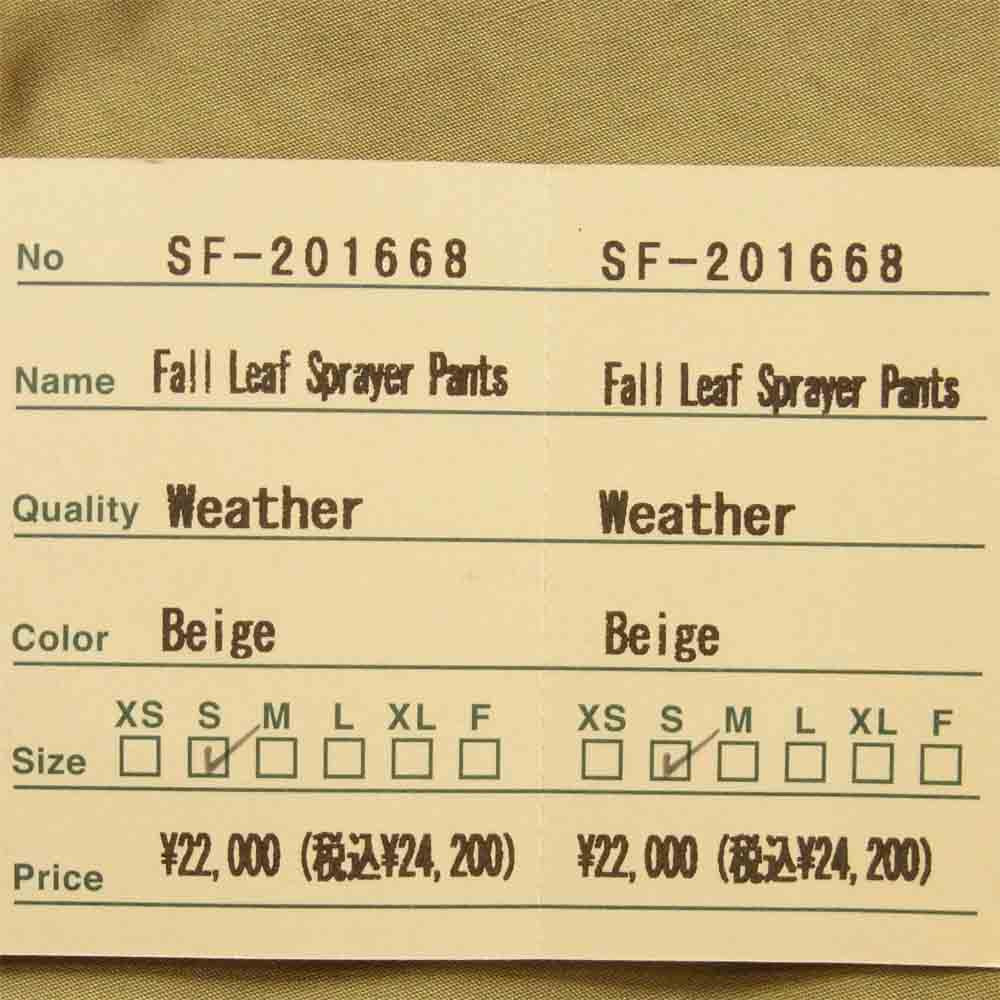 No SF-201668 SF-201668
Name Fall Leaf Sprayer Pants Fall Leaf Sprayer Pants
Quality Weather Weather
Color Beige Beige
XS S M L XL F XS S M L XL F
Size
Price ¥22,000 (税込¥24,200) ¥22,000 (税込¥24,200)